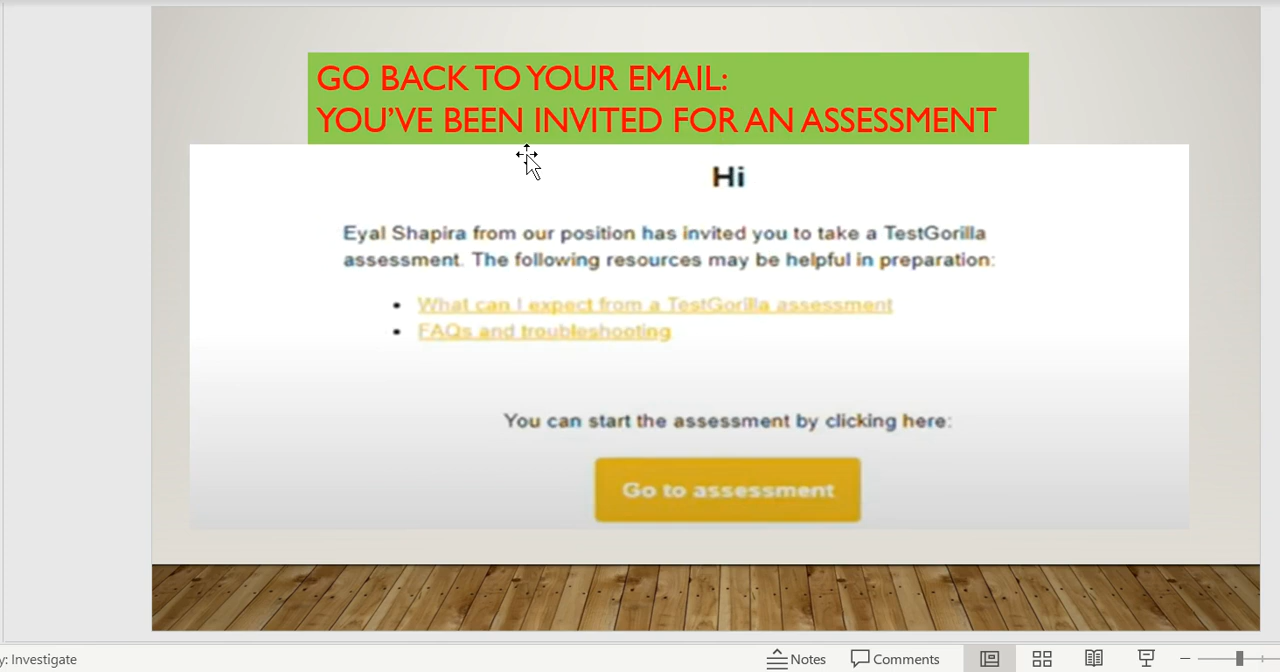 GO BACK TO YOUR EMAIL:
YOU'VE BEEN INVITED FOR AN ASSESSMENT
Hi
Eyal Shapira from our position has invited you to take a TestGorilla
assessment. The following resources may be helpful in preparation:
• What can I expect from a TestGorilla assessment
• FAQs and troubleshooting
You can start the assessment by clicking here:
Go to assessment
y: Investigate
Notes
Comments